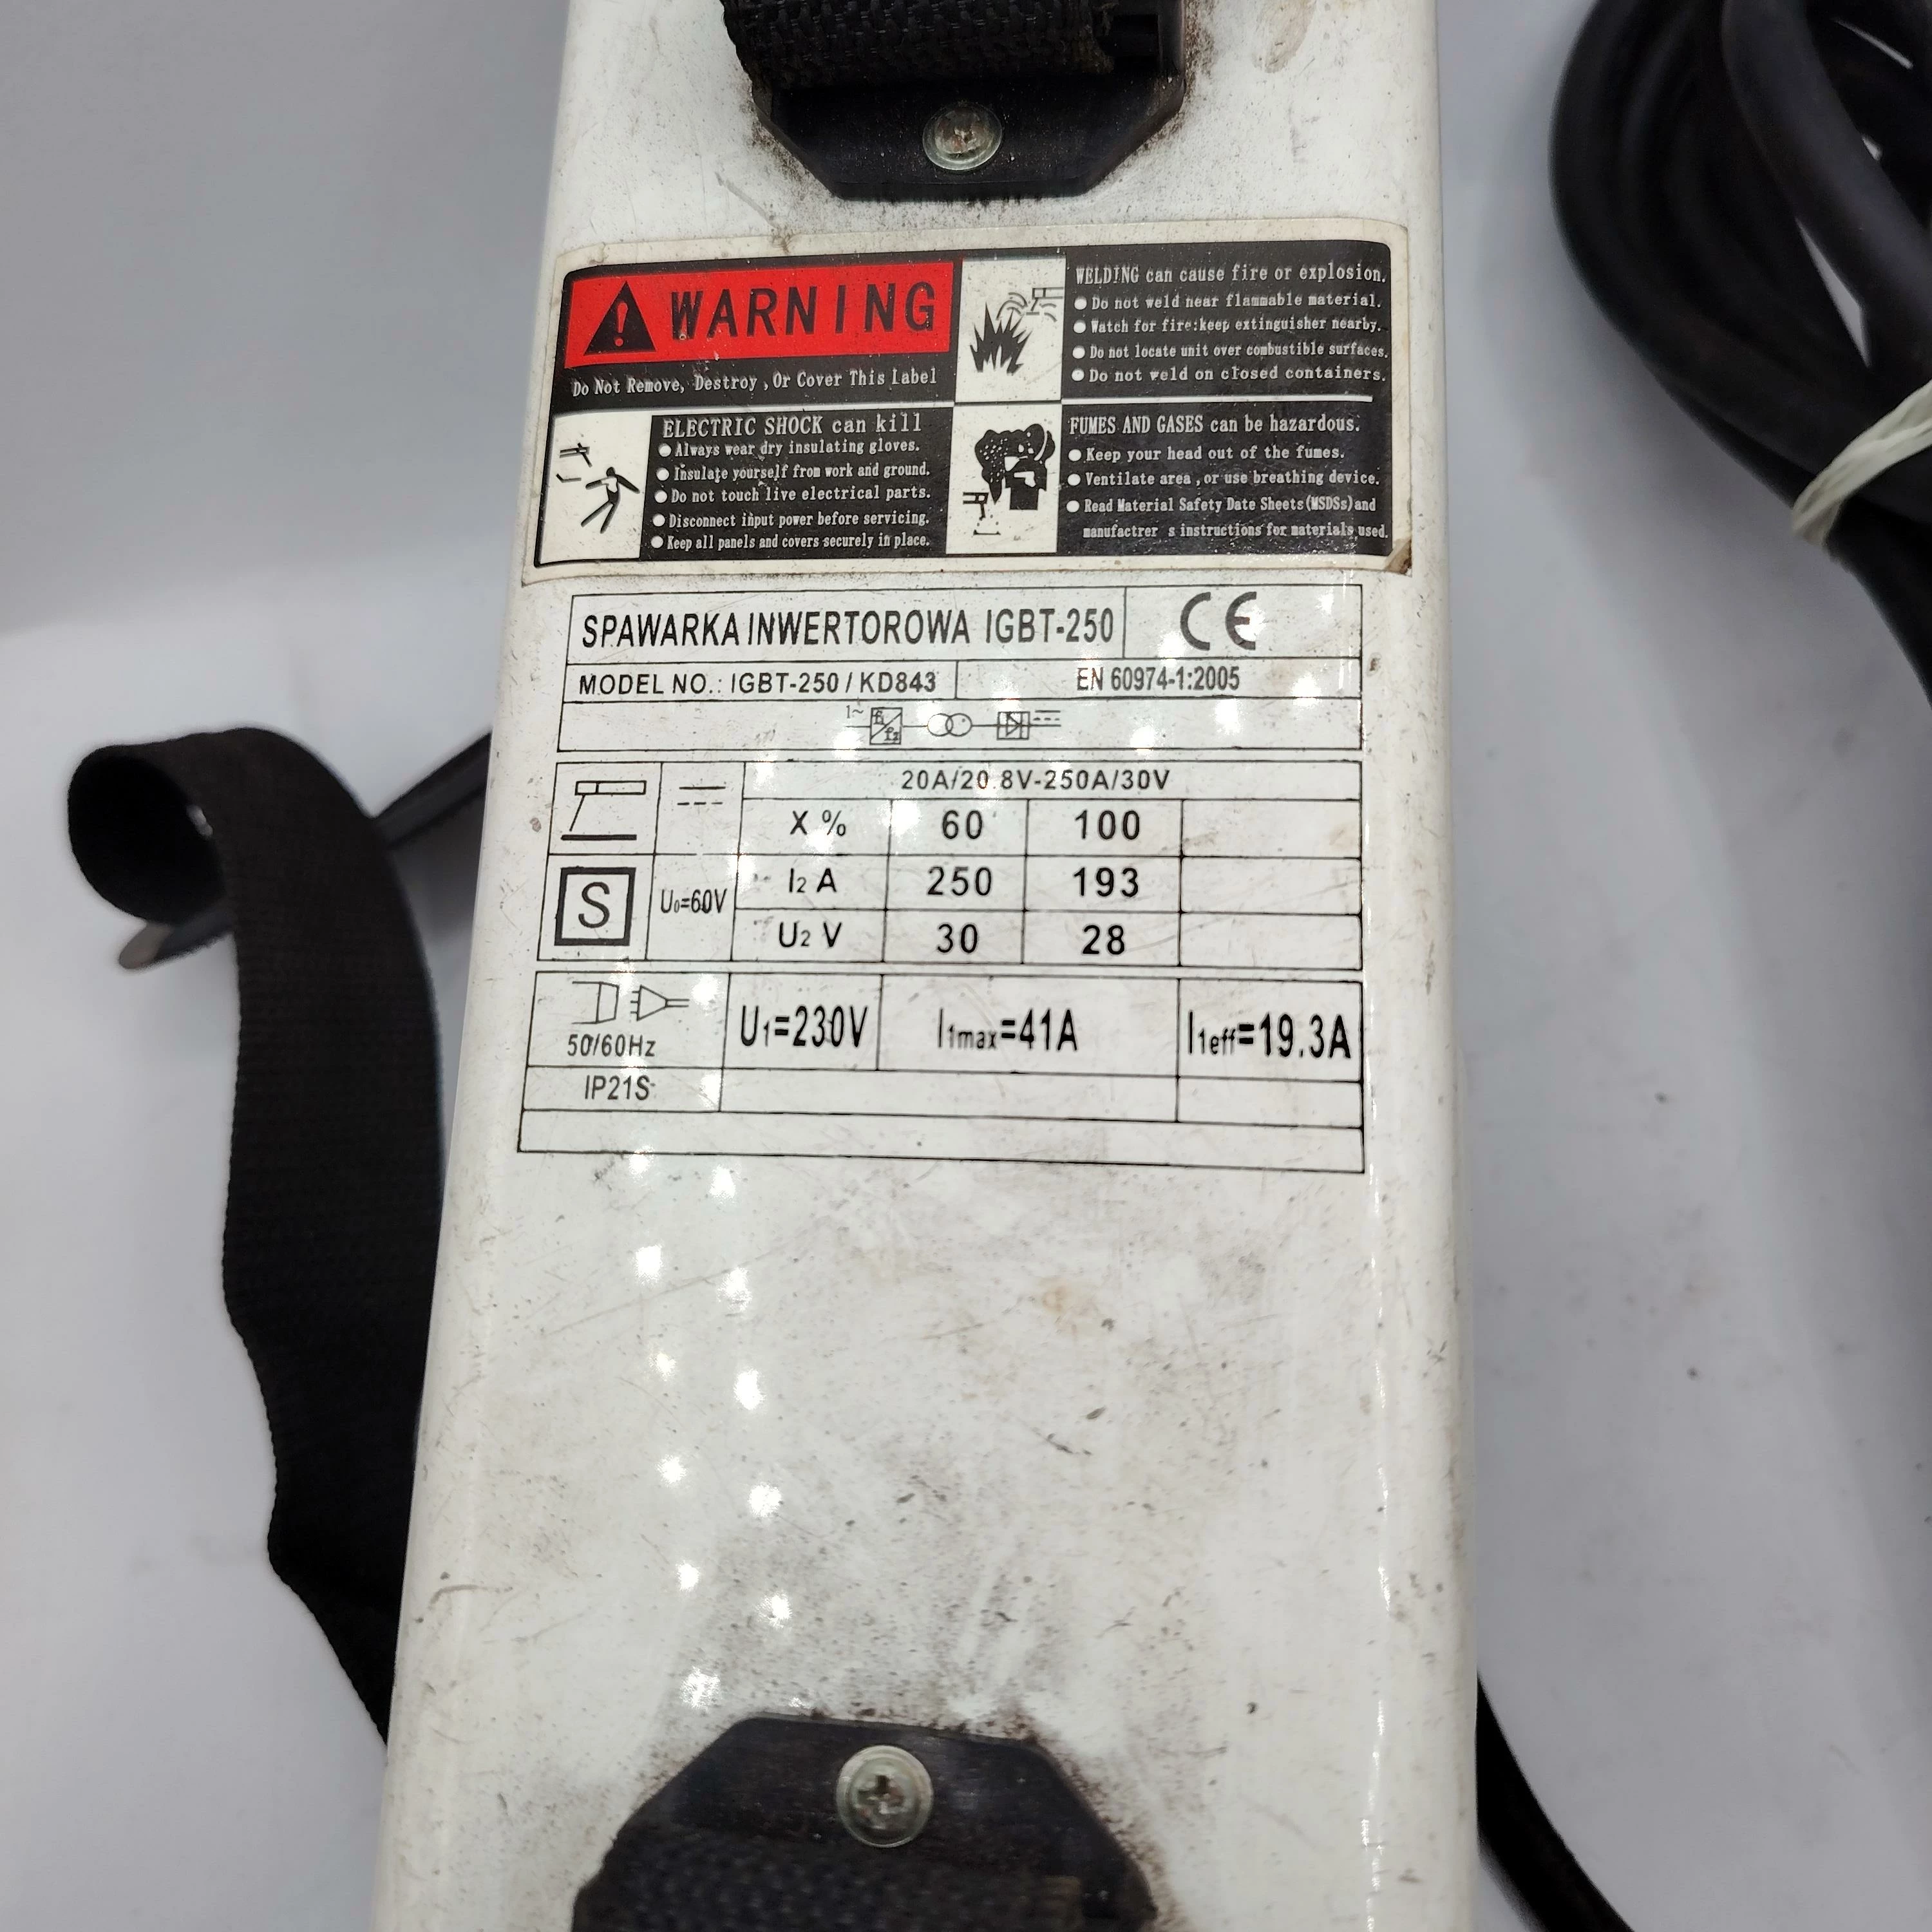 WARNING
Do Not Remove, Destroy , Or Cover This Label
WELDING can cause fire or explosion.
Do not weld near flammable material.
Watch for fire:keep extinguisher nearby.
Do not locate unit over combustible surfaces.
Do not weld on closed containers.
ELECTRIC SHOCK can kill
Always wear dry insulating gloves.
Insulate yourself from work and ground.
Do not touch live electrical parts.
Disconnect input power before servicing.
Keep all panels and covers securely in place.
FUMES AND GASES can be hazardous.
Keep your head out of the fumes.
Ventilate area ,or use breathing device.
Read Material Safety Date Sheets(MSDSs)and
manufactrer s instructions for materials used.
SPAWARKA INWERTOROWA IGBT-250 CE
MODEL NO.: IGBT-250 / KD843 EN 60974-1:2005
1~ f1 f2
20A/20.8V-250A/30V
X % 60 100
S U0=60V I2 A 250 193
U2 V 30 28
50/60Hz U1=230V I1max=41A I1eff=19.3A
IP21S